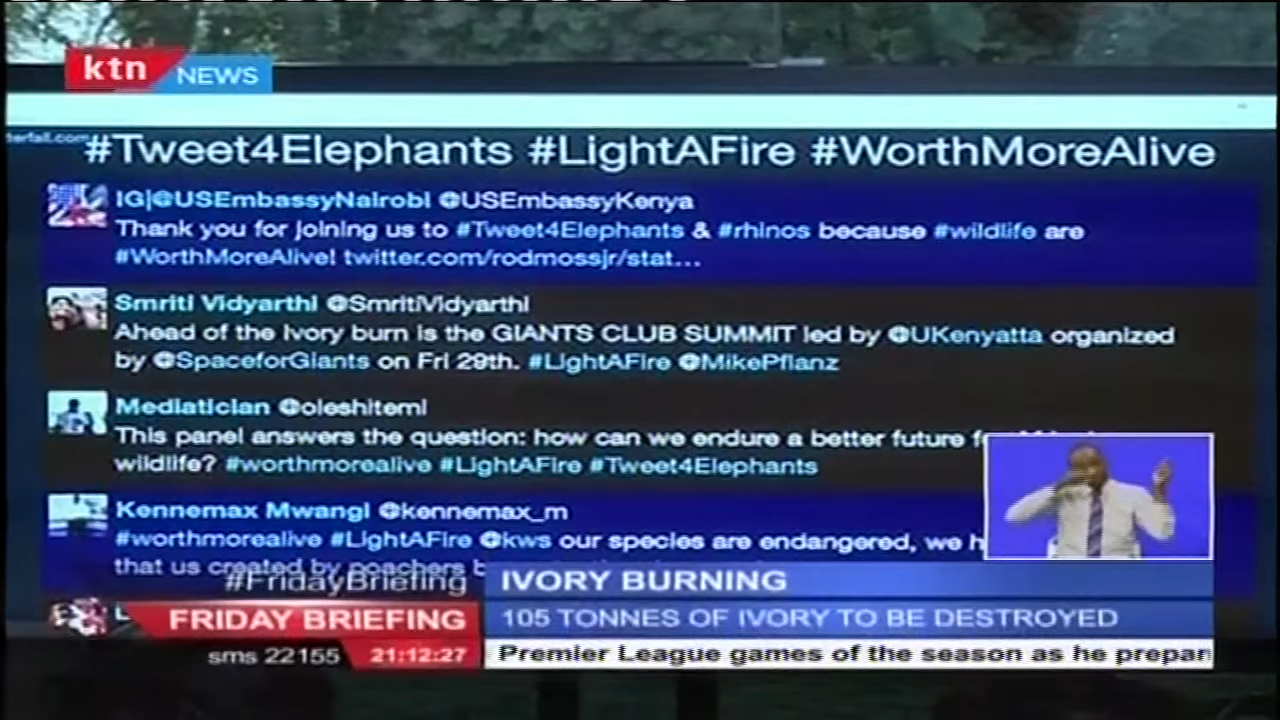 ktn NEWS
terfall.com
#Tweet4Elephants #LightAFire #WorthMoreAlive
IG|@USEmbassyNairobi @USEmbassyKenya
Thank you for joining us to #Tweet4Elephants & #rhinos because #wildlife are
#WorthMoreAlive! twitter.com/rodmossjr/stat...
Smriti Vidyarthi @SmritiVidyarthi
Ahead of the Ivory burn is the GIANTS CLUB SUMMIT led by @UKenyatta organized
by @SpaceforGiants on Fri 29th. #LightAFire @MikePflanz
Mediatician @oleshitemi
This panel answers the question: how can we endure a better future
wildlife? #worthmorealive #LightAFire #Tweet4Elephants
Kennemax Mwangi @kennemax_m
#worthmorealive #LightAFire @kws our species are endangered, we h
that us created by poachers
#FridayBriefing
IVORY BURNING
FRIDAY BRIEFING
105 TONNES OF IVORY TO BE DESTROYED
sms 22155 21:12:27
Premier League games of the season as he prepar